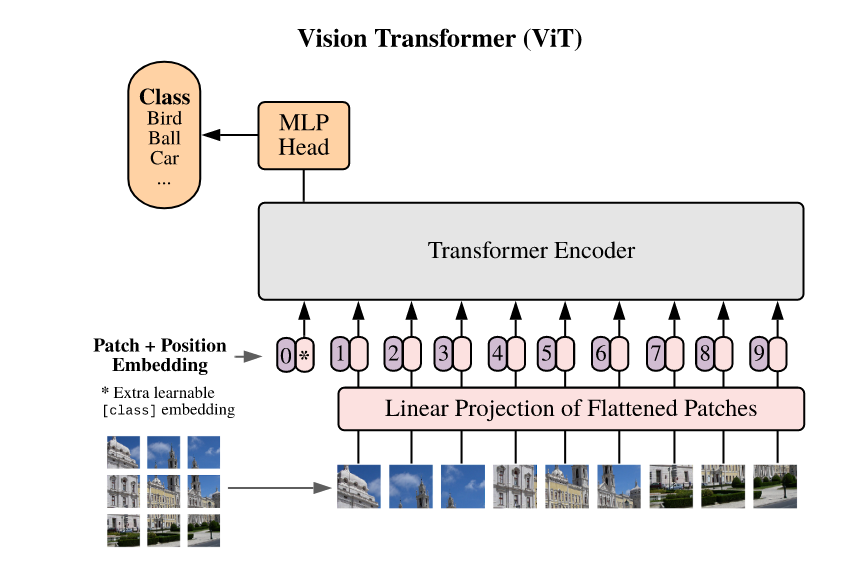 Vision Transformer (ViT)
Class
Bird
Ball
Car
...
MLP
Head
Transformer Encoder
Patch + Position
Embedding
0 * 1 2 3 4 5 6 7 8 9
* Extra learnable
[class] embedding
Linear Projection of Flattened Patches